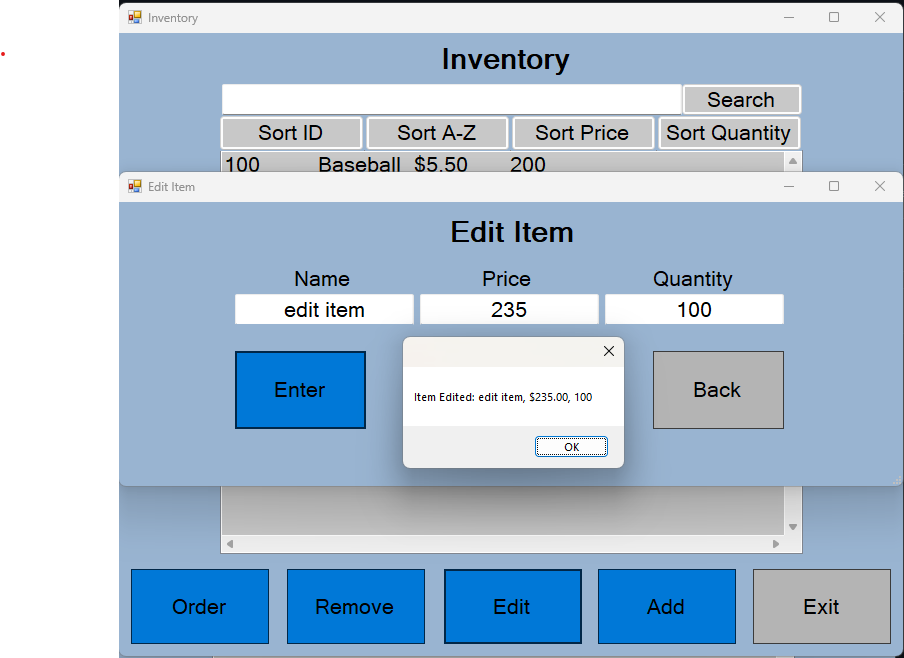 Inventory
Inventory
Search
Sort ID Sort A-Z Sort Price Sort Quantity
100 Baseball $5.50 200
Edit Item
Edit Item
Name Price Quantity
edit item 235 100
Enter Back
Item Edited: edit item, $235.00, 100
OK
Order Remove Edit Add Exit